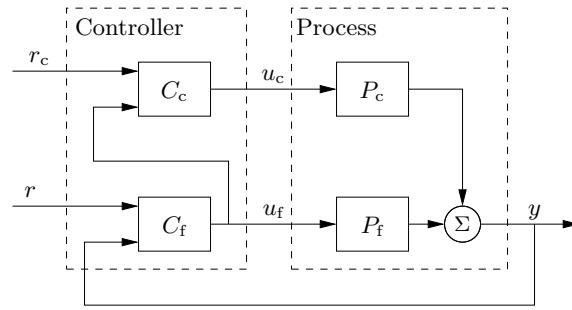 Controller
Process
r_c
C_c
u_c
P_c
r
C_f
u_f
P_f
Σ
y